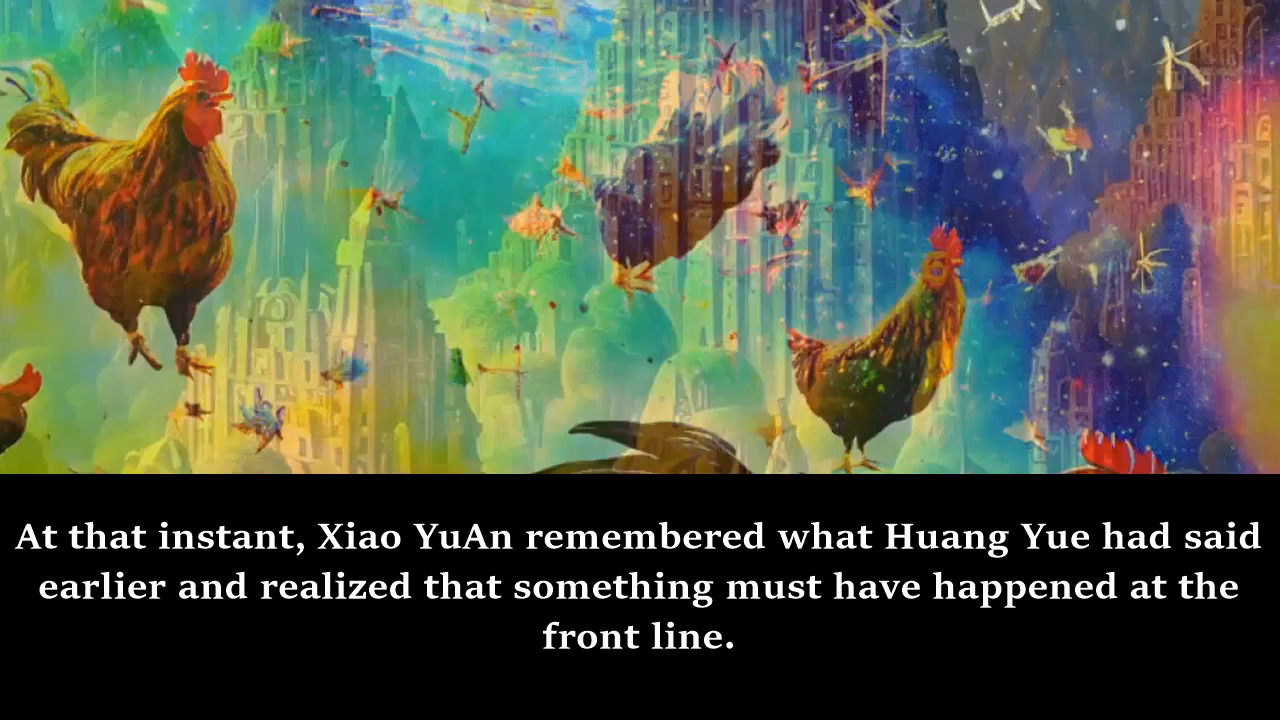 At that instant, Xiao YuAn remembered what Huang Yue had said
earlier and realized that something must have happened at the
front line.